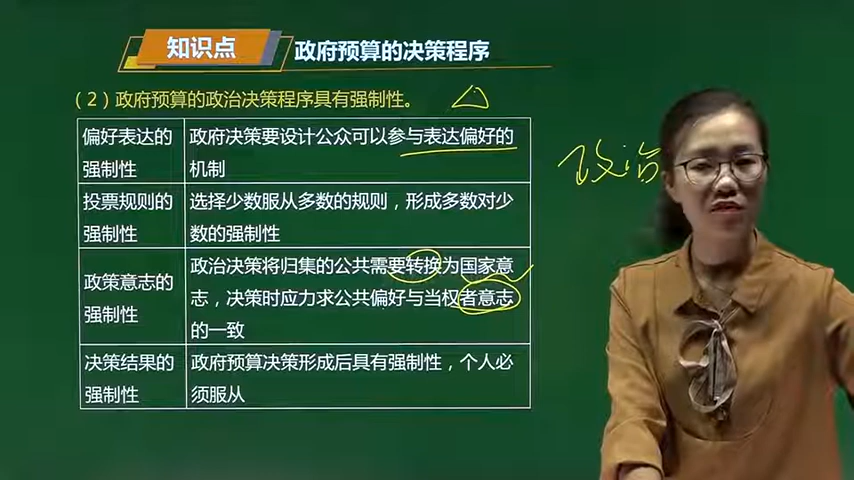 知识点
政府预算的决策程序
（2）政府预算的政治决策程序具有强制性。
偏好表达的
强制性
政府决策要设计公众可以参与表达偏好的
机制
政治
投票规则的
强制性
选择少数服从多数的规则，形成多数对少
数的强制性
政策意志的
强制性
政治决策将归集的公共需要转换为国家意
志，决策时应力求公共偏好与当权者意志
的一致
决策结果的
强制性
政府预算决策形成后具有强制性，个人必
须服从